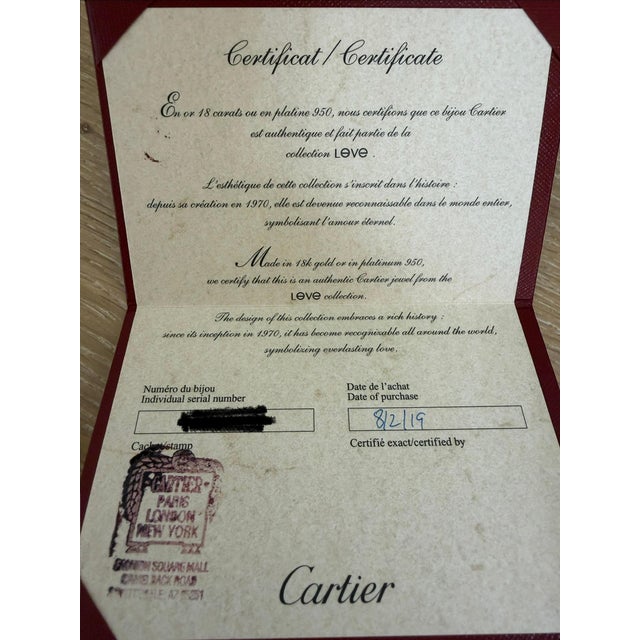 Certificat / Certificate
En or 18 carats ou en platine 950, nous certifions que ce bijou Cartier
est authentique et fait partie de la
collection LOVE .
L'esthétique de cette collection s'inscrit dans l'histoire :
depuis sa création en 1970, elle est devenue reconnaissable dans le monde entier,
symbolisant l'amour éternel.
Made in 18k gold or in platinum 950,
we certify that this is an authentic Cartier jewel from the
LOVE collection.
The design of this collection embraces a rich history :
since its inception in 1970, it has become recognizable all around the world,
symbolizing everlasting love.
Numéro du bijou
Individual serial number
Date de l'achat
Date of purchase
8/2/19
Cachet/stamp
Certifié exact/certified by
CARTIER
PARIS
LONDON
NEW YORK
SQUARE MALL
ROAD
Cartier